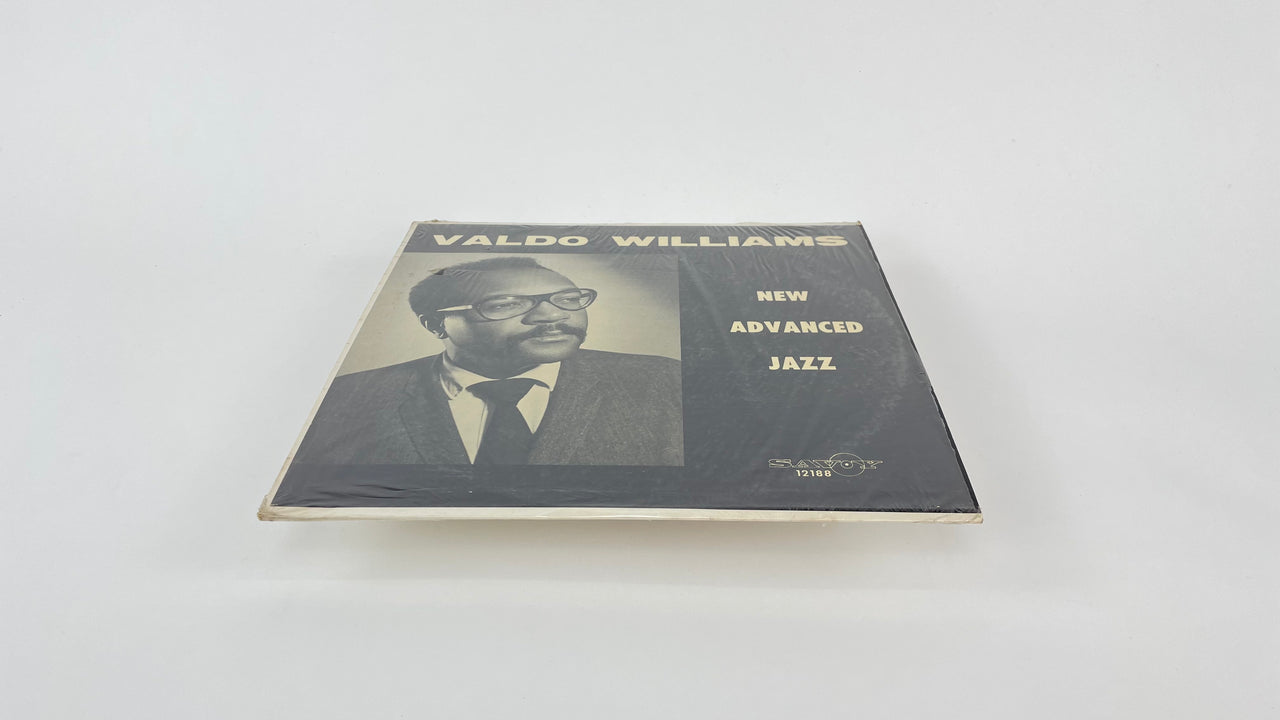 VALDO WILLIAMS
NEW
ADVANCED
JAZZ
SAVOY
12188